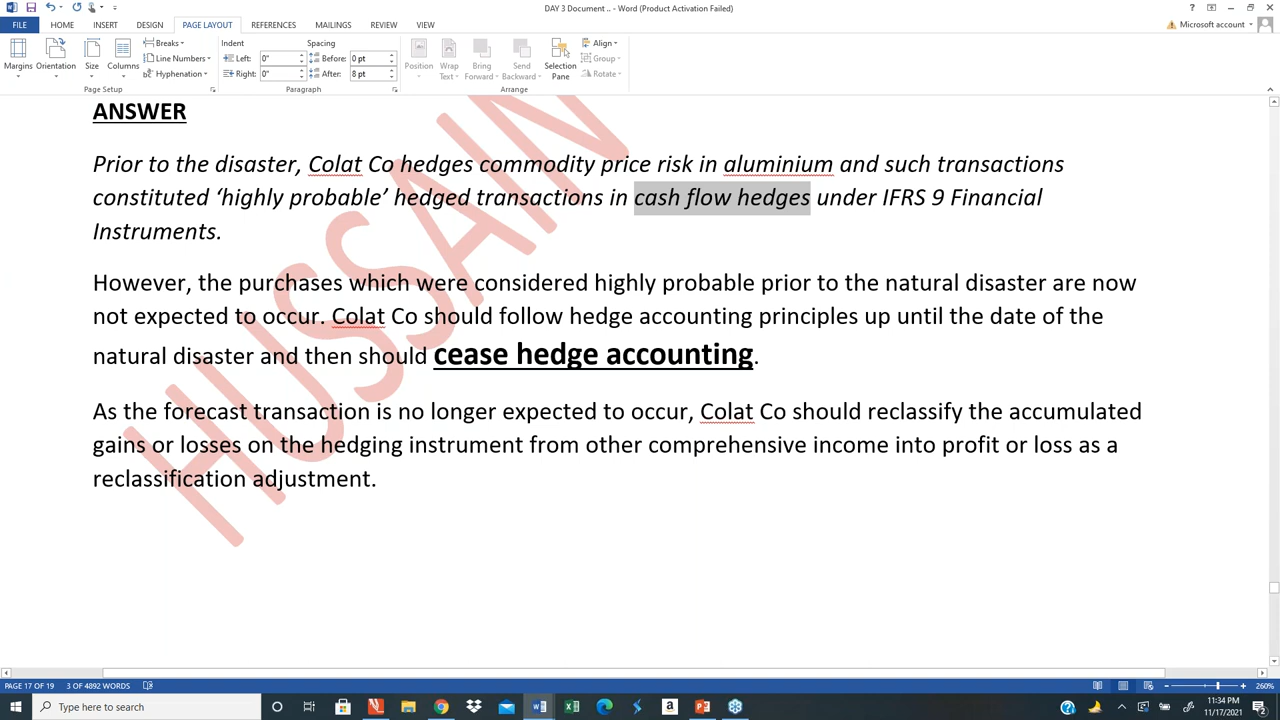 DAY 3 Document .. - Word (Product Activation Failed)
FILE HOME INSERT DESIGN PAGE LAYOUT REFERENCES MAILINGS REVIEW VIEW Microsoft account
Margins Orientation Size Columns Breaks Line Numbers Hyphenation
Page Setup
Indent Spacing
Left: 0" Before: 0 pt
Right: 0" After: 8 pt
Paragraph
Position Wrap Text Bring Forward Send Backward Selection Pane Align Group Rotate
Arrange
ANSWER
Prior to the disaster, Colat Co hedges commodity price risk in aluminium and such transactions
constituted ‘highly probable’ hedged transactions in cash flow hedges under IFRS 9 Financial
Instruments.
However, the purchases which were considered highly probable prior to the natural disaster are now
not expected to occur. Colat Co should follow hedge accounting principles up until the date of the
natural disaster and then should cease hedge accounting.
As the forecast transaction is no longer expected to occur, Colat Co should reclassify the accumulated
gains or losses on the hedging instrument from other comprehensive income into profit or loss as a
reclassification adjustment.
HUSSAIN
PAGE 17 OF 19 3 OF 4892 WORDS 260%
Type here to search
11:34 PM
11/17/2021